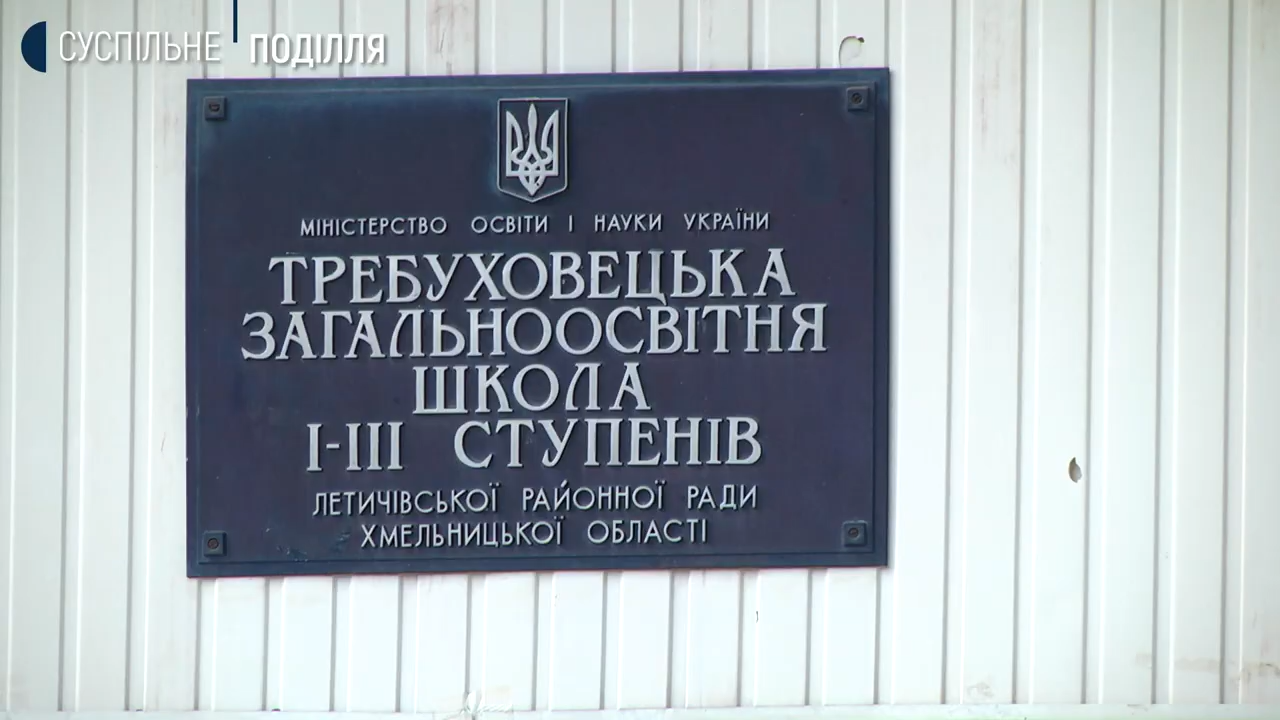 СУСПІЛЬНЕ ПОДІЛЛЯ
МІНІСТЕРСТВО ОСВІТИ І НАУКИ УКРАЇНИ
ТРЕБУХОВЕЦЬКА
ЗАГАЛЬНООСВІТНЯ
ШКОЛА
І-ІІІ СТУПЕНІВ
ЛЕТИЧІВСЬКОЇ РАЙОННОЇ РАДИ
ХМЕЛЬНИЦЬКОЇ ОБЛАСТІ